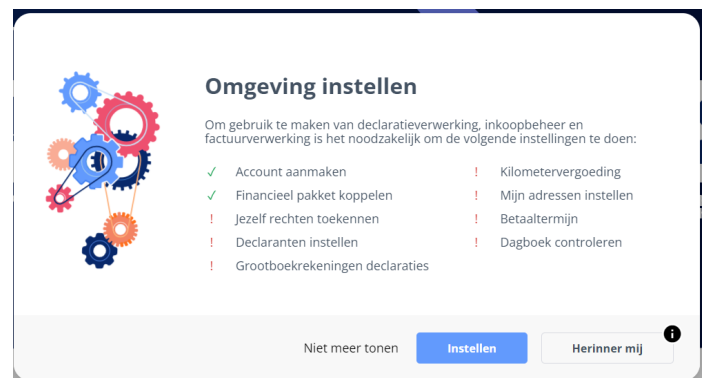 Omgeving instellen
Om gebruik te maken van declaratieverwerking, inkoopbeheer en
factuurverwerking is het noodzakelijk om de volgende instellingen te doen:
✓ Account aanmaken
✓ Financieel pakket koppelen
! Jezelf rechten toekennen
! Declaranten instellen
! Grootboekrekeningen declaraties
! Kilometervergoeding
! Mijn adressen instellen
! Betaaltermijn
! Dagboek controleren
Niet meer tonen
Instellen
Herinner mij
i